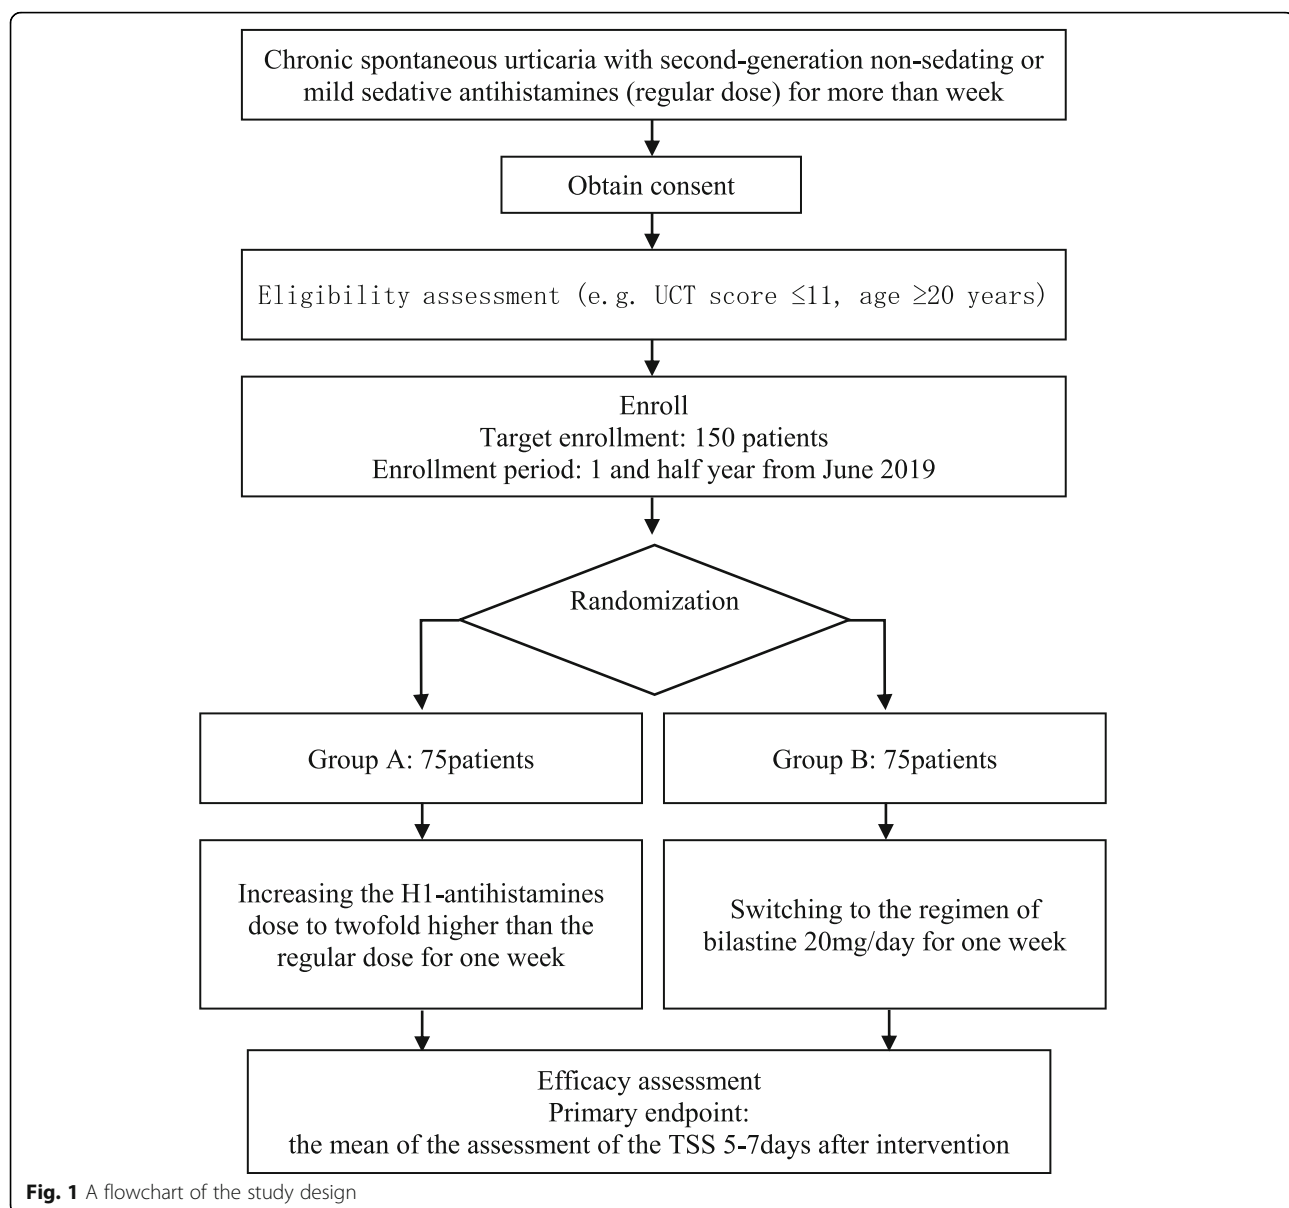 Chronic spontaneous urticaria with second-generation non-sedating or
mild sedative antihistamines (regular dose) for more than week
Obtain consent
Eligibility assessment (e.g. UCT score ≤11, age ≥20 years)
Enroll
Target enrollment: 150 patients
Enrollment period: 1 and half year from June 2019
Randomization
Group A: 75patients
Group B: 75patients
Increasing the H1-antihistamines
dose to twofold higher than the
regular dose for one week
Switching to the regimen of
bilastine 20mg/day for one week
Efficacy assessment
Primary endpoint:
the mean of the assessment of the TSS 5-7days after intervention
Fig. 1 A flowchart of the study design